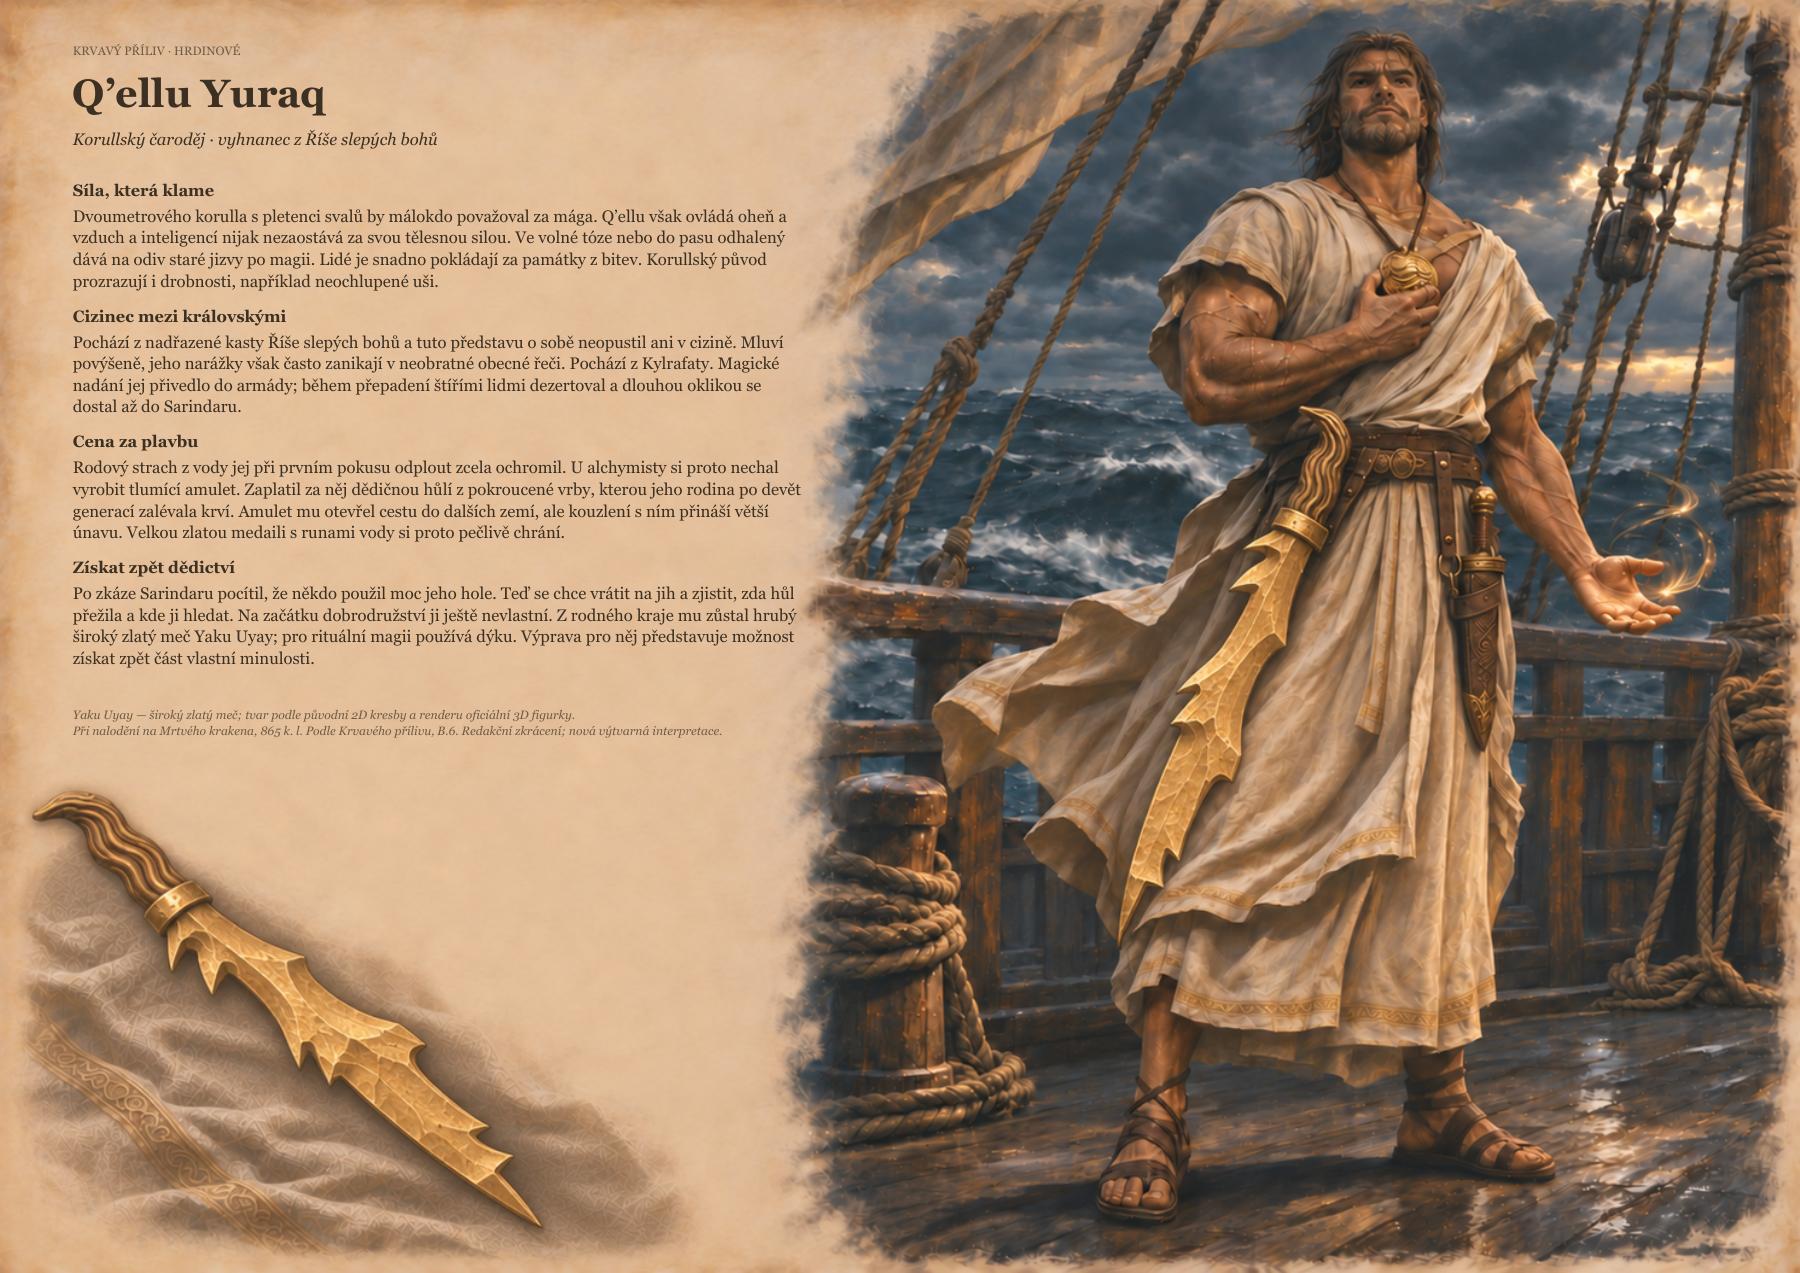 KRVAVÝ PŘÍLIV · HRDINOVÉ
Q’ellu Yuraq
Korullský čaroděj · vyhnanec z Říše slepých bohů
Síla, která klame
Dvoumetrového korulla s pletenci svalů by málokdo považoval za mága. Q’ellu však ovládá oheň a
vzduch a inteligencí nijak nezaostává za svou tělesnou silou. Ve volné tóze nebo do pasu odhalený
dává na odiv staré jizvy po magii. Lidé je snadno pokládají za památky z bitev. Korullský původ
prozrazují i drobnosti, například neochlupené uši.
Cizinec mezi královskými
Pochází z nadřazené kasty Říše slepých bohů a tuto představu o sobě neopustil ani v cizině. Mluví
povýšeně, jeho narážky však často zanikají v neobratné obecné řeči. Pochází z Kylrafaty. Magické
nadání jej přivedlo do armády; během přepadení štířími lidmi dezertoval a dlouhou oklikou se
dostal až do Sarindaru.
Cena za plavbu
Rodový strach z vody jej při prvním pokusu odplout zcela ochromil. U alchymisty si proto nechal
vyrobit tlumící amulet. Zaplatil za něj dědičnou hůlí z pokroucené vrby, kterou jeho rodina po devět
generací zalévala krví. Amulet mu otevřel cestu do dalších zemí, ale kouzlení s ním přináší větší
únavu. Velkou zlatou medaili s runami vody si proto pečlivě chrání.
Získat zpět dědictví
Po zkáze Sarindaru pocítil, že někdo použil moc jeho hole. Teď se chce vrátit na jih a zjistit, zda hůl
přežila a kde ji hledat. Na začátku dobrodružství ji ještě nevlastní. Z rodného kraje mu zůstal hrubý
široký zlatý meč Yaku Uyay; pro rituální magii používá dýku. Výprava pro něj představuje možnost
získat zpět část vlastní minulosti.
Yaku Uyay — široký zlatý meč; tvar podle původní 2D kresby a renderu oficiální 3D figurky.
Při nalodění na Mrtvého krakena, 865 k. l. Podle Krvavého přílivu, B.6. Redakční zkrácení; nová výtvarná interpretace.